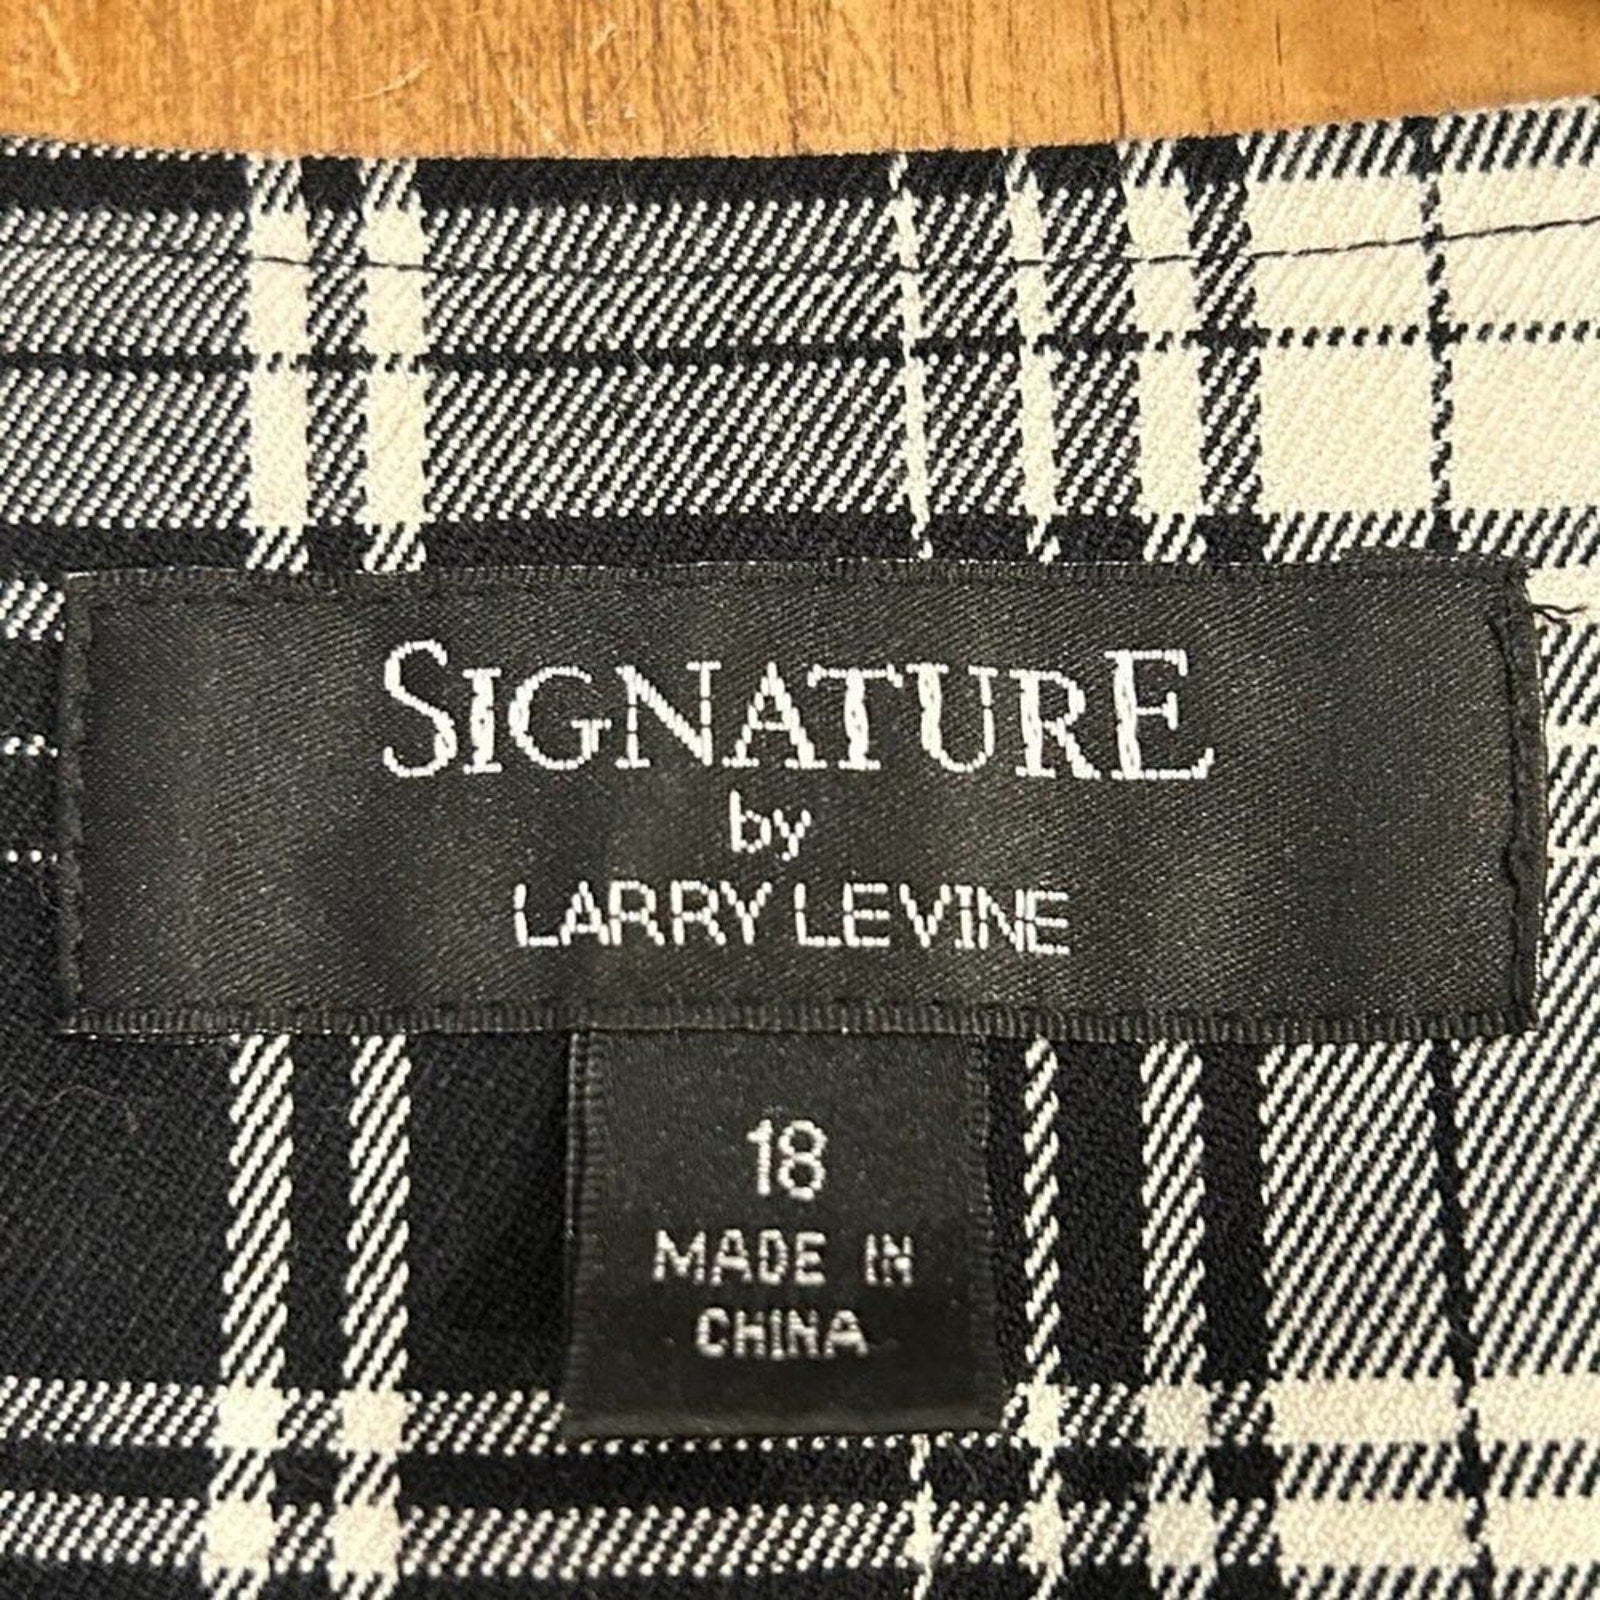 SIGNATURE
by
LARRY LEVINE
18
MADE IN
CHINA